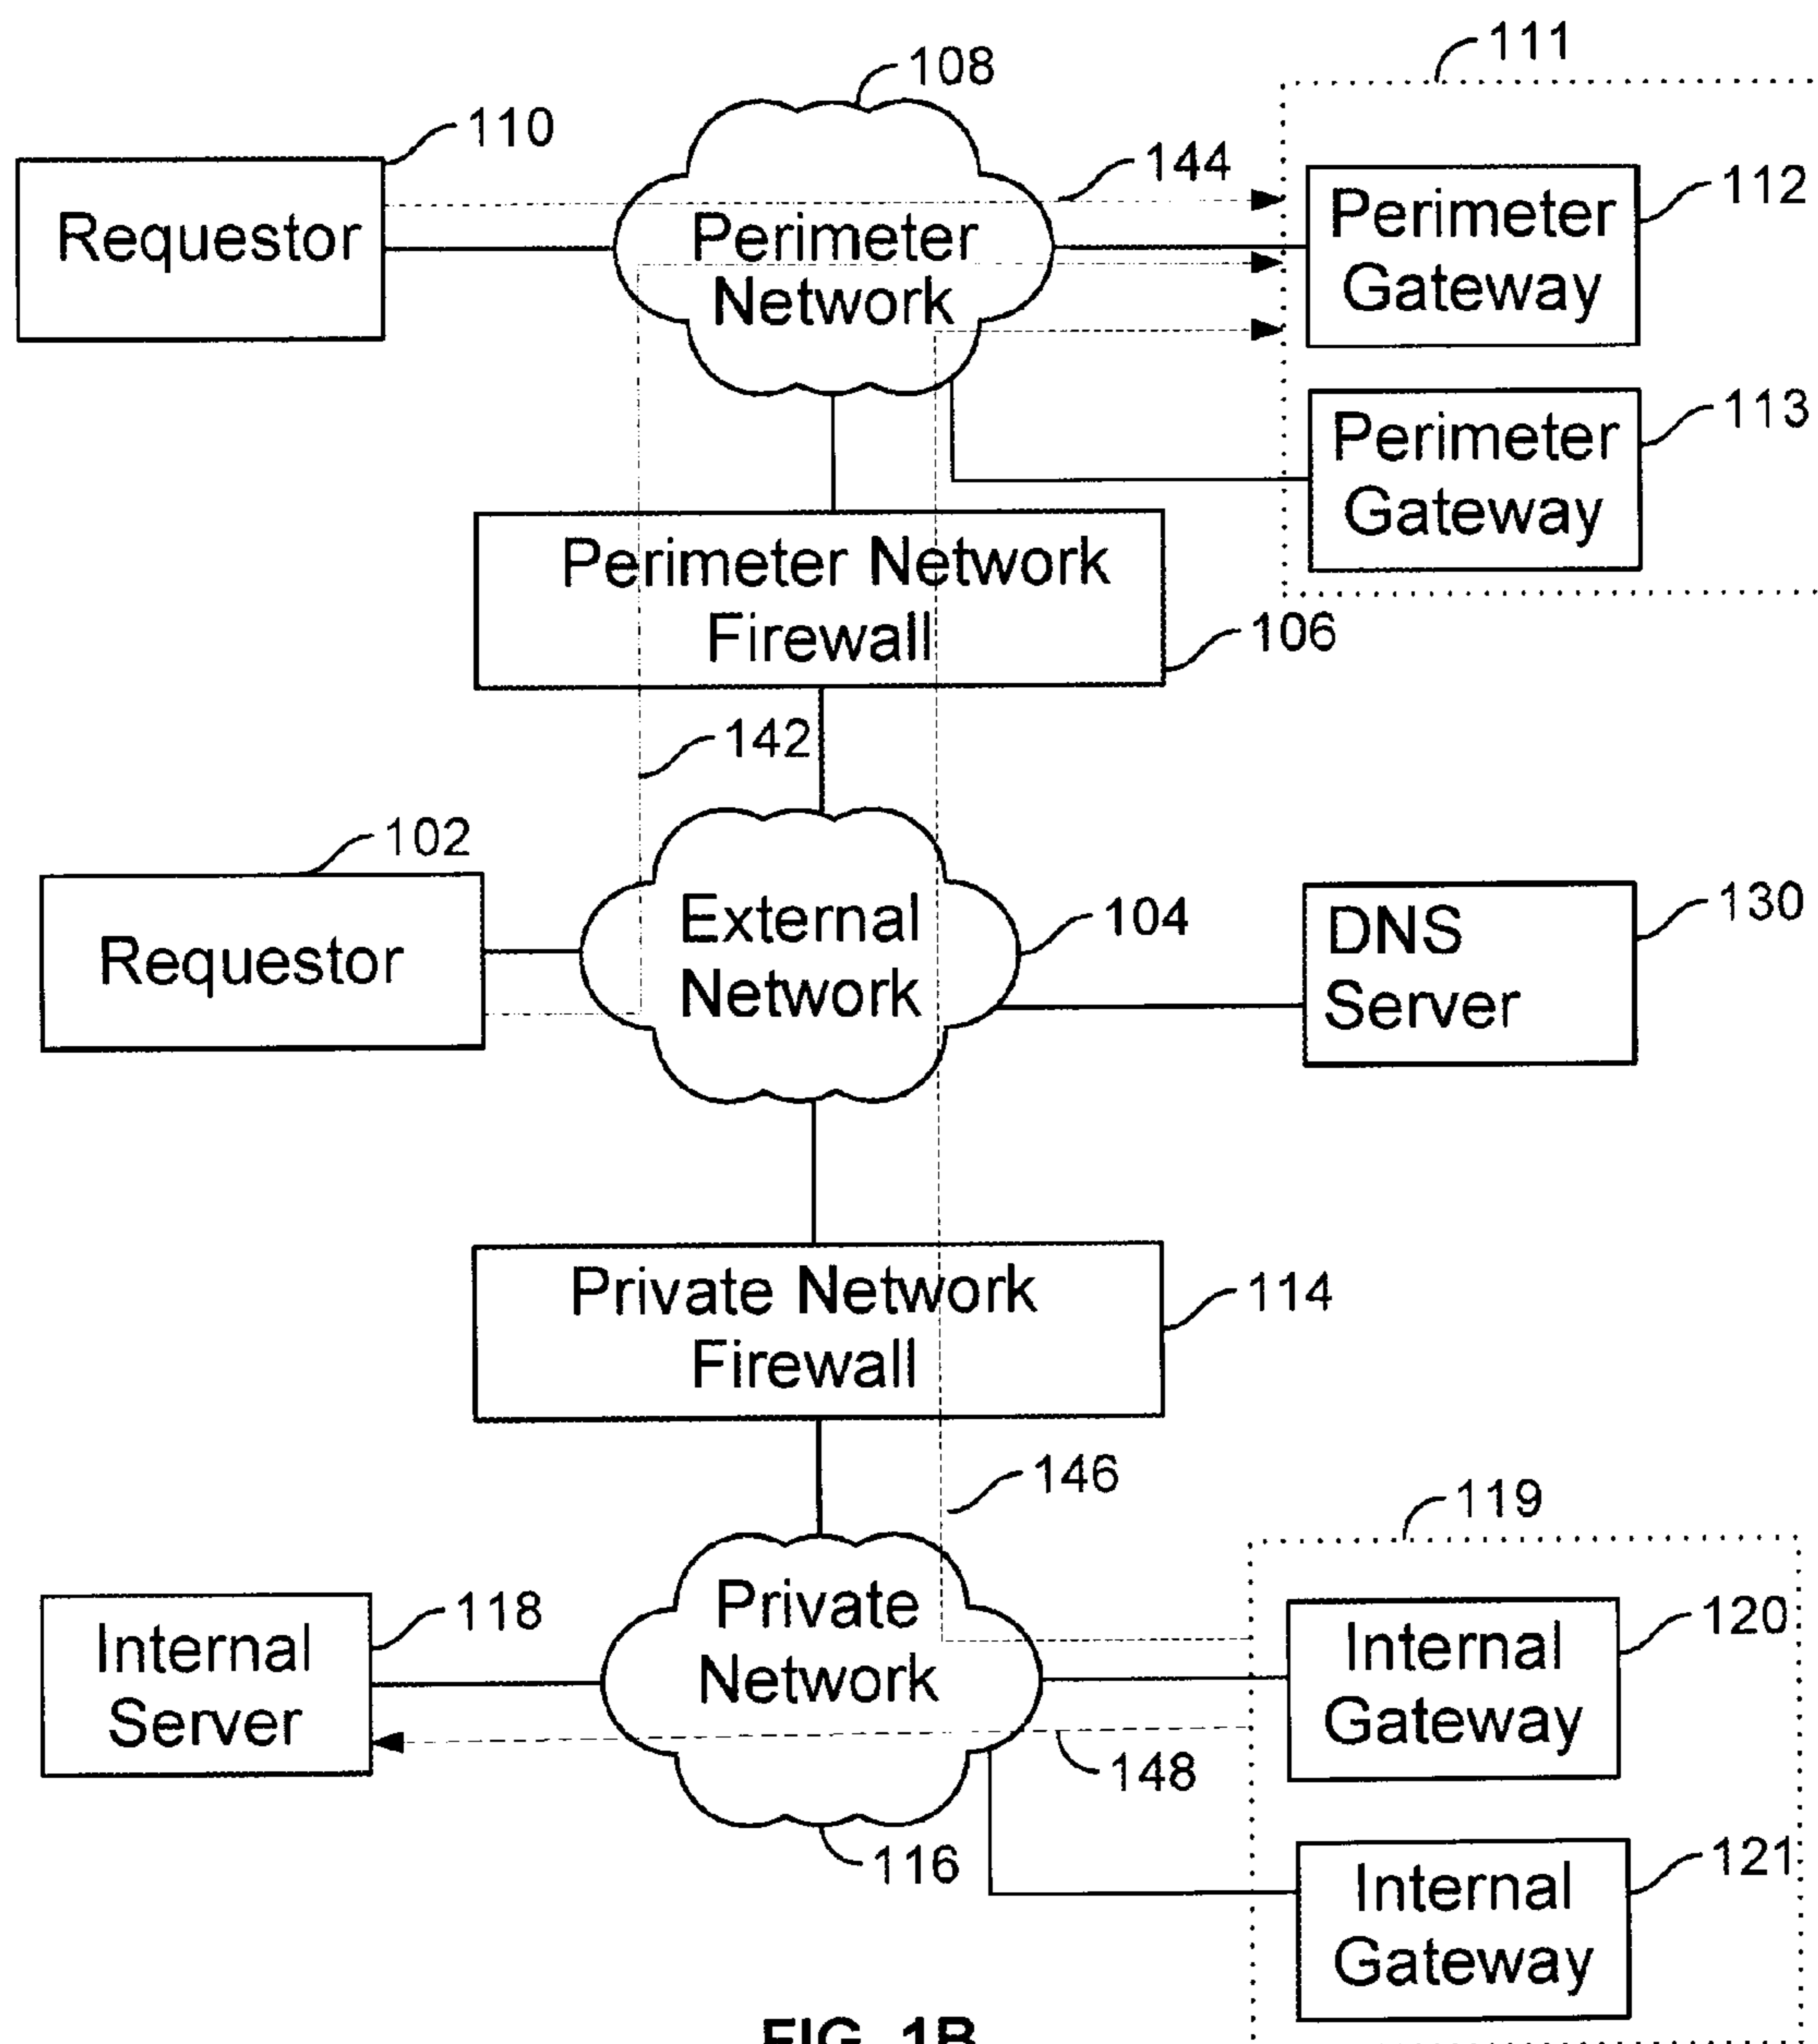 108
111
110
144
112
Requestor
Perimeter
Network
Perimeter
Gateway
113
Perimeter
Gateway
Perimeter Network
Firewall
106
142
102
Requestor
External
Network
104
DNS
Server
130
Private Network
Firewall
114
146
119
118
Internal
Server
Private
Network
120
Internal
Gateway
148
116
121
Internal
Gateway
FIG. 1B